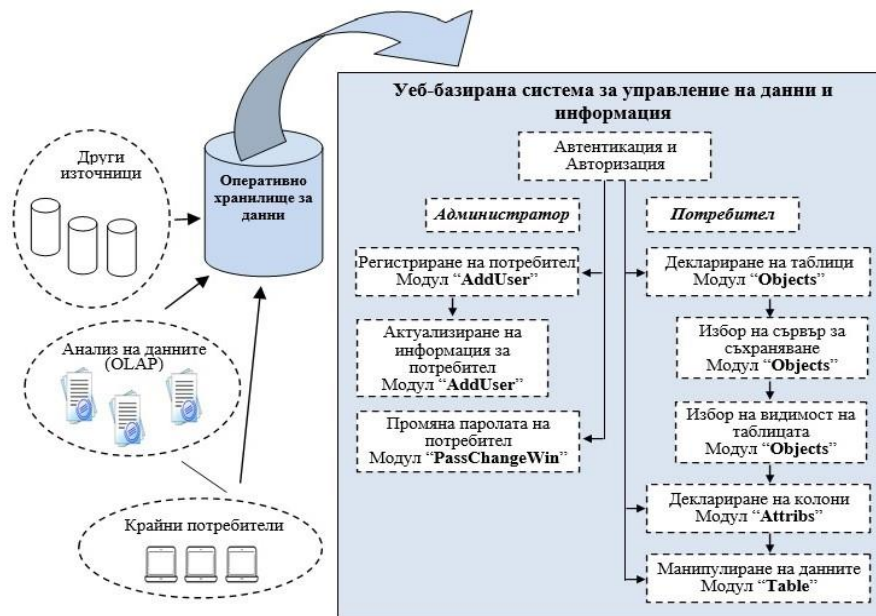 Уеб-базирана система за управление на данни и
информация
Автентикация и
Авторизация
Други
източници
Оперативно
хранилище за
данни
Администратор
Потребител
Регистриране на потребител
Модул “AddUser”
Деклариране на таблици
Модул “Objects”
Актуализиране на
информация за
потребител
Модул “AddUser”
Избор на сървър за
съхраняване
Модул “Objects”
Анализ на данните
(OLAP)
Промяна паролата на
потребител
Модул “PassChangeWin”
Избор на видимост на
таблицата
Модул “Objects”
Крайни потребители
Деклариране на колони
Модул “Attribs”
Манипулиране на данните
Модул “Table”